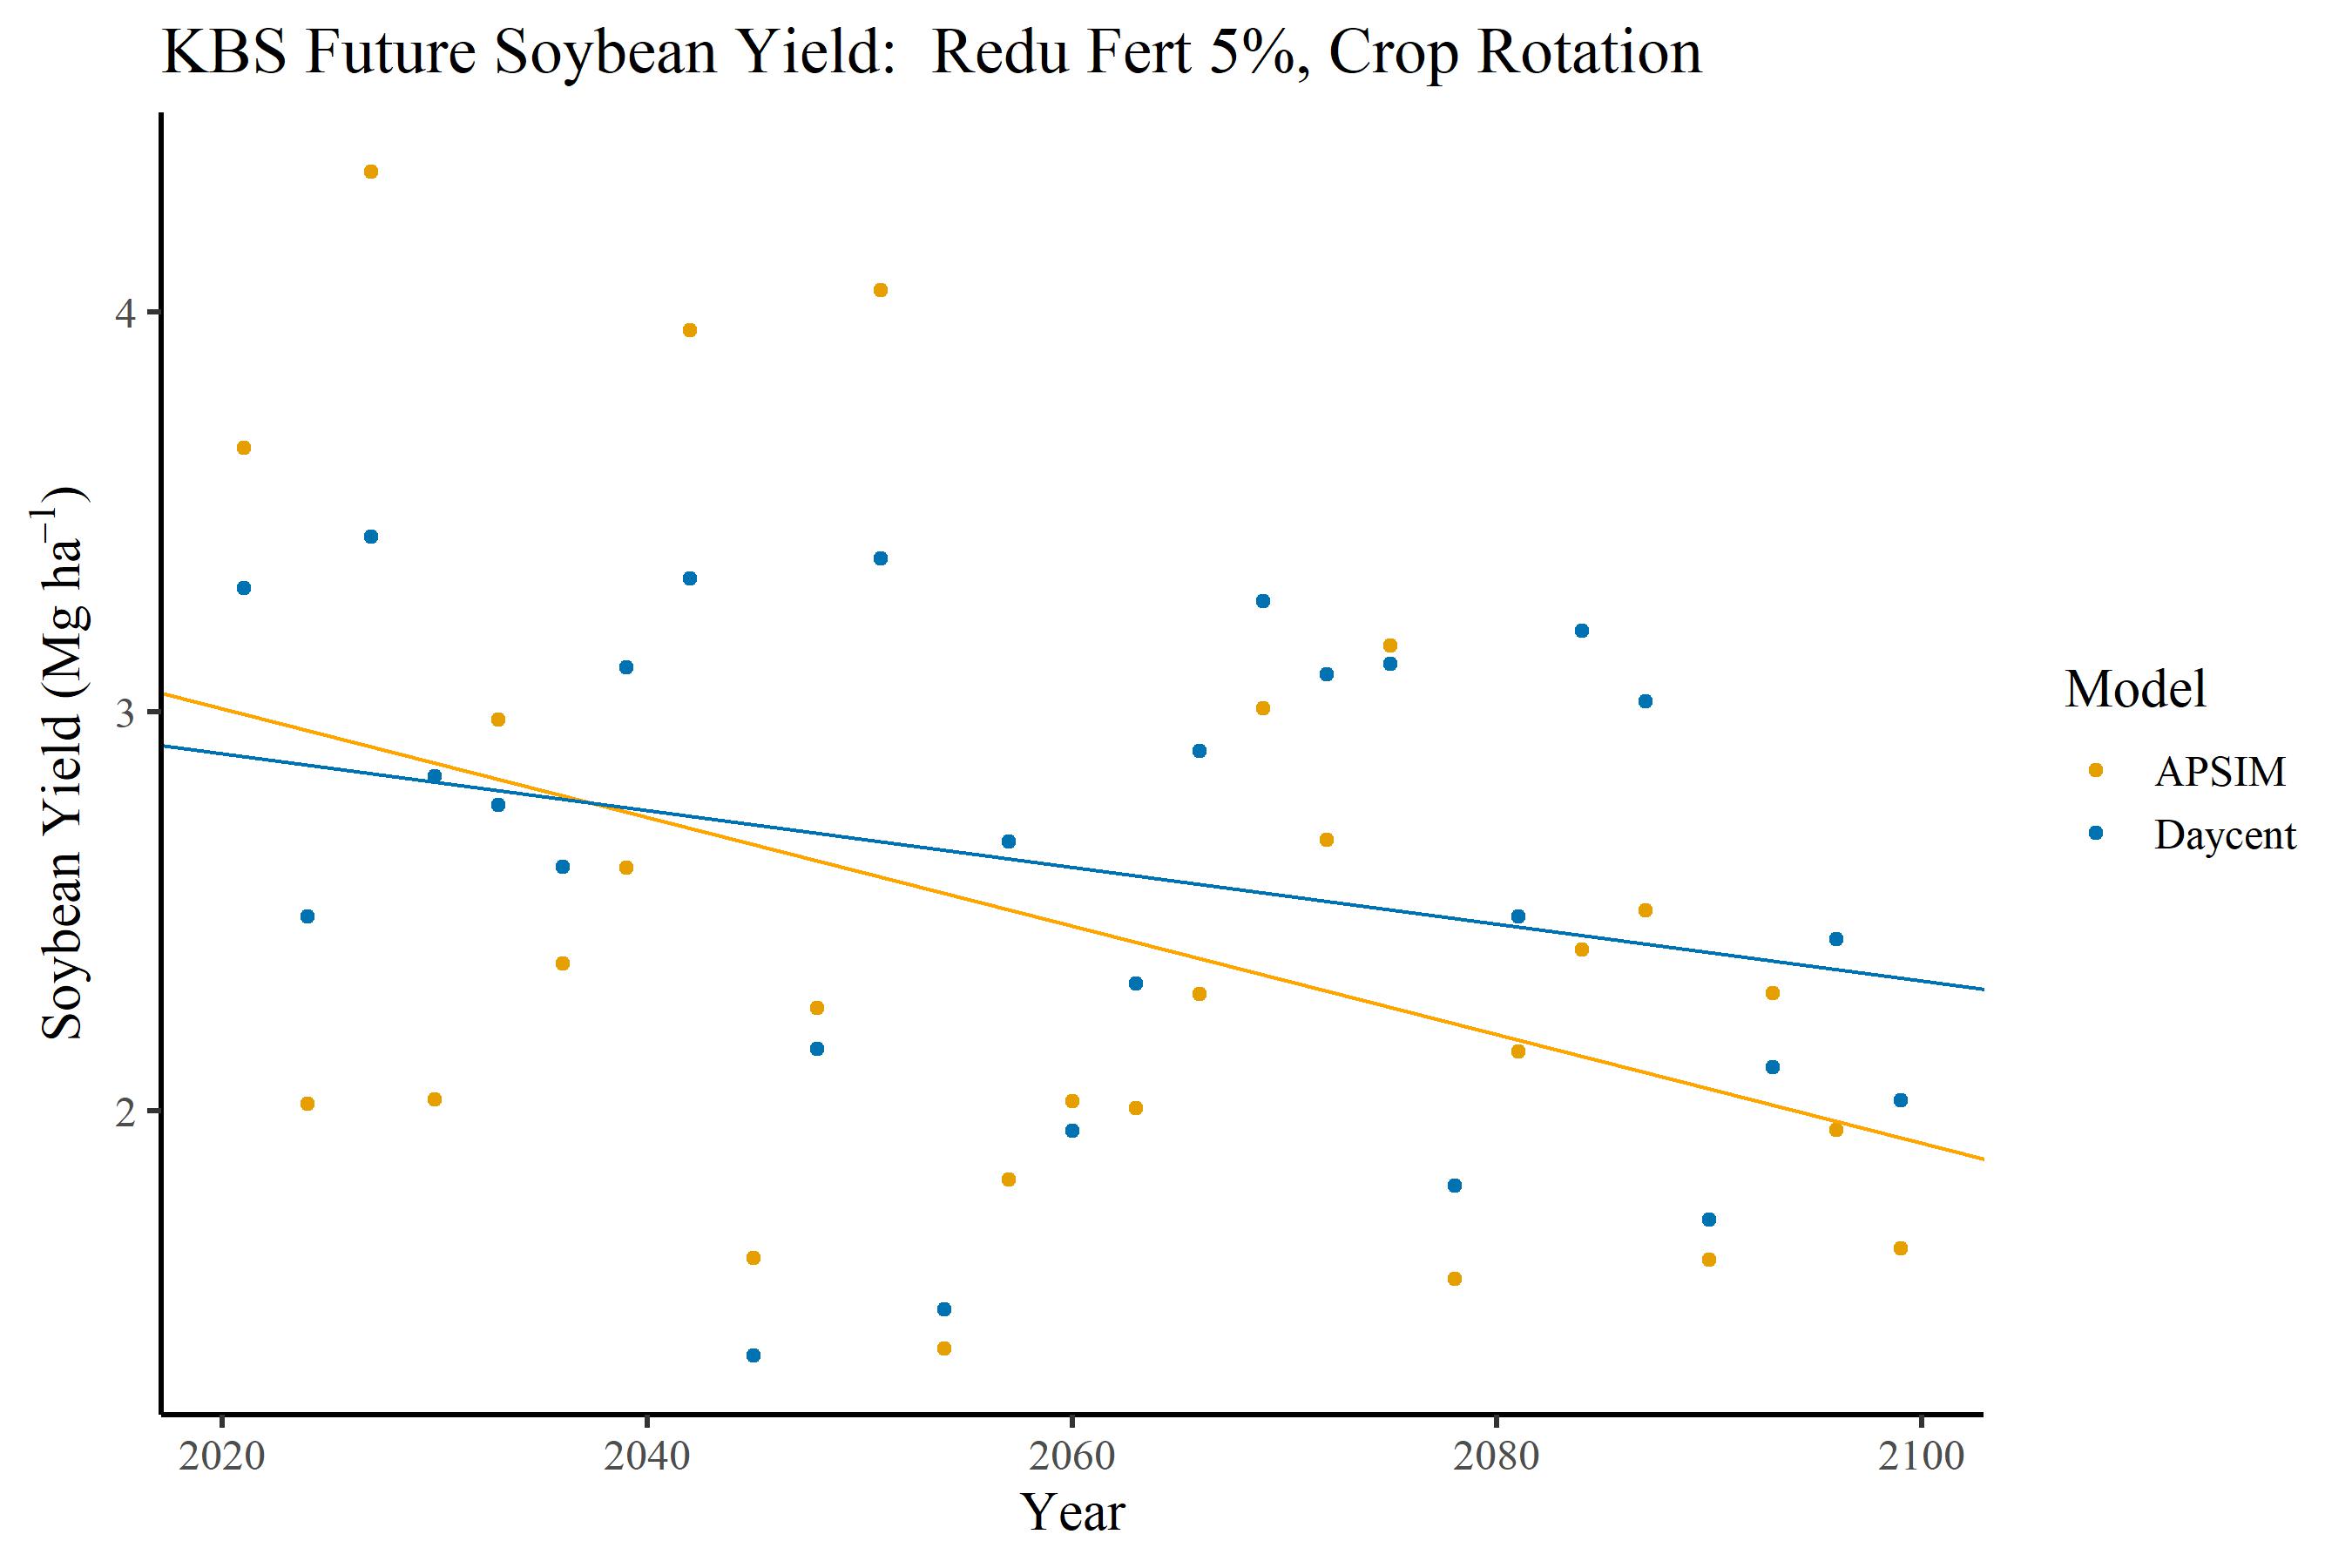 KBS Future Soybean Yield:  Redu Fert 5%, Crop Rotation
Soybean Yield (Mg ha⁻¹)
4
3
2
2020 2040 2060 2080 2100
Year
Model
APSIM
Daycent